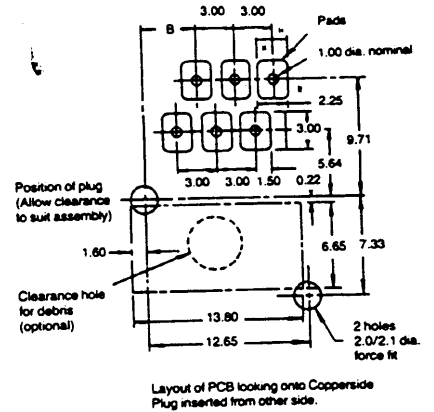 3.00 3.00
B
Pads
1.00 dia. nominal
2.25
3.00
9.71
5.64
3.00 3.00 1.50 0.22
Position of plug
(Allow clearance
to suit assembly)
1.60
6.65 7.33
Clearance hole
for debris
(optional)
13.80
12.65
2 holes
2.0/2.1 dia.
force fit
Layout of PCB looking onto Copperside
Plug inserted from other side.